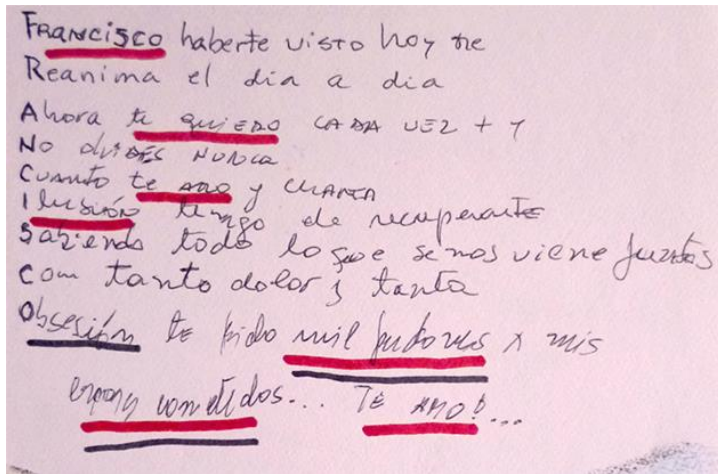 FRANCISCO haberte visto hoy me
Reanima el dia a dia
Ahora te quiero CADA VEZ + Y
NO olvides NUNCA
CUANTO te amo y CUANTA
Ilusión tengo de recuperarte
Sabiendo todo lo que se nos viene juntos
Con tanto dolor y tanta
Obsesión te pido mil perdones x mis
errores cometidos... TE AMO!...